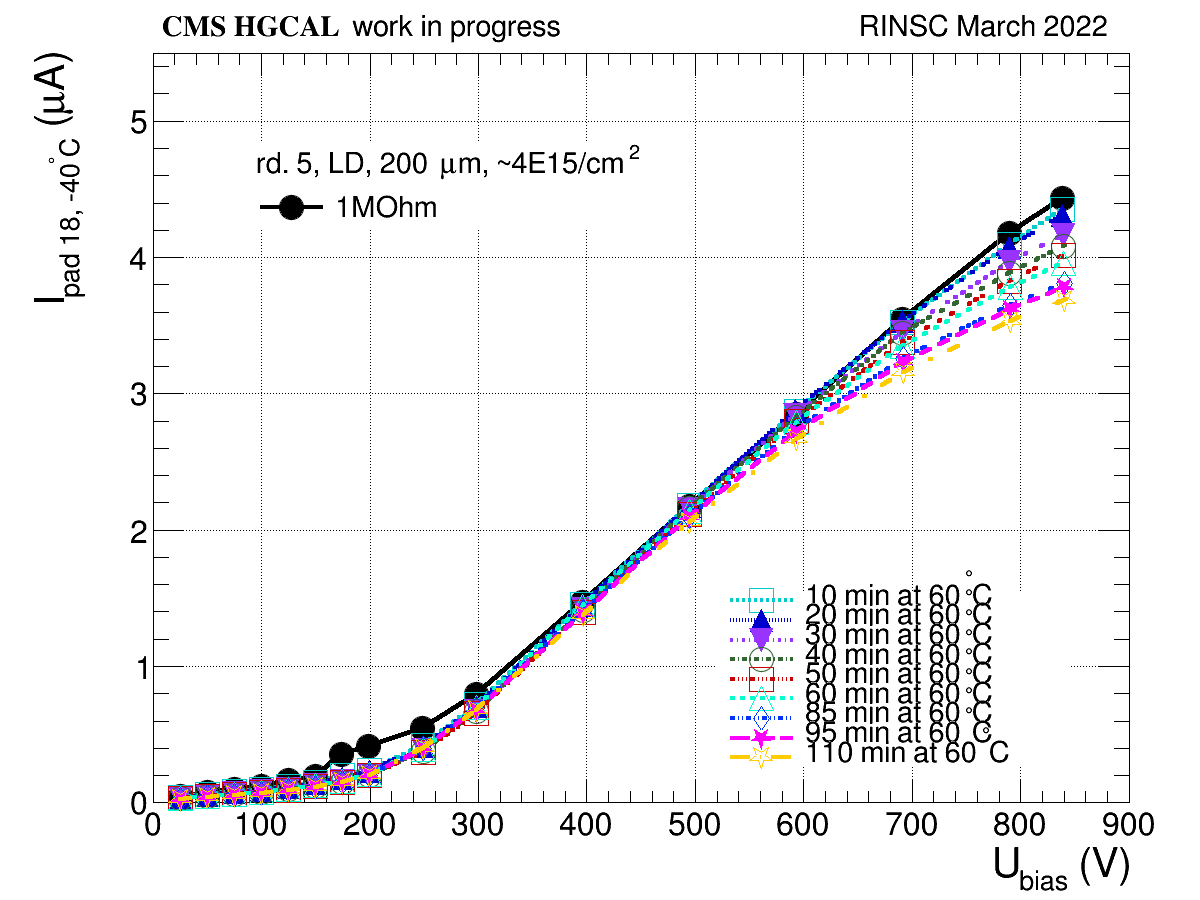 CMS HGCAL work in progress RINSC March 2022
I pad 18, -40°C (μA)
5
4
3
2
1
0
rd. 5, LD, 200 μm, ~4E15/cm²
1MOhm
10 min at 60°C
20 min at 60°C
30 min at 60°C
40 min at 60°C
50 min at 60°C
60 min at 60°C
85 min at 60°C
95 min at 60°C
110 min at 60°C
0 100 200 300 400 500 600 700 800 900
U bias (V)